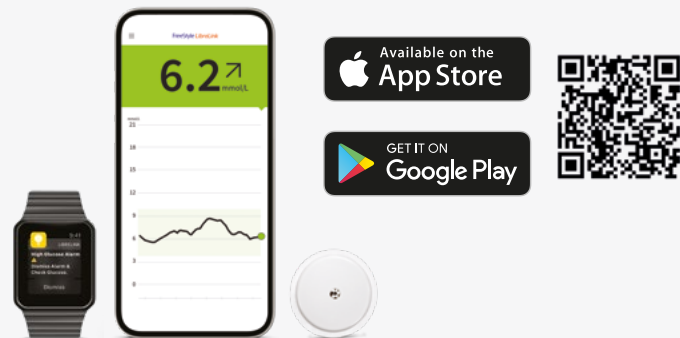 FreeStyle LibreLink
6.2
mmol/L
mmol/L
21
18
15
12
9
6
3
0
9:41
LIBRELINK
High Glucose Alarm
Dismiss Alarm &
Check Glucose.
Dismiss
Available on the
App Store
GET IT ON
Google Play